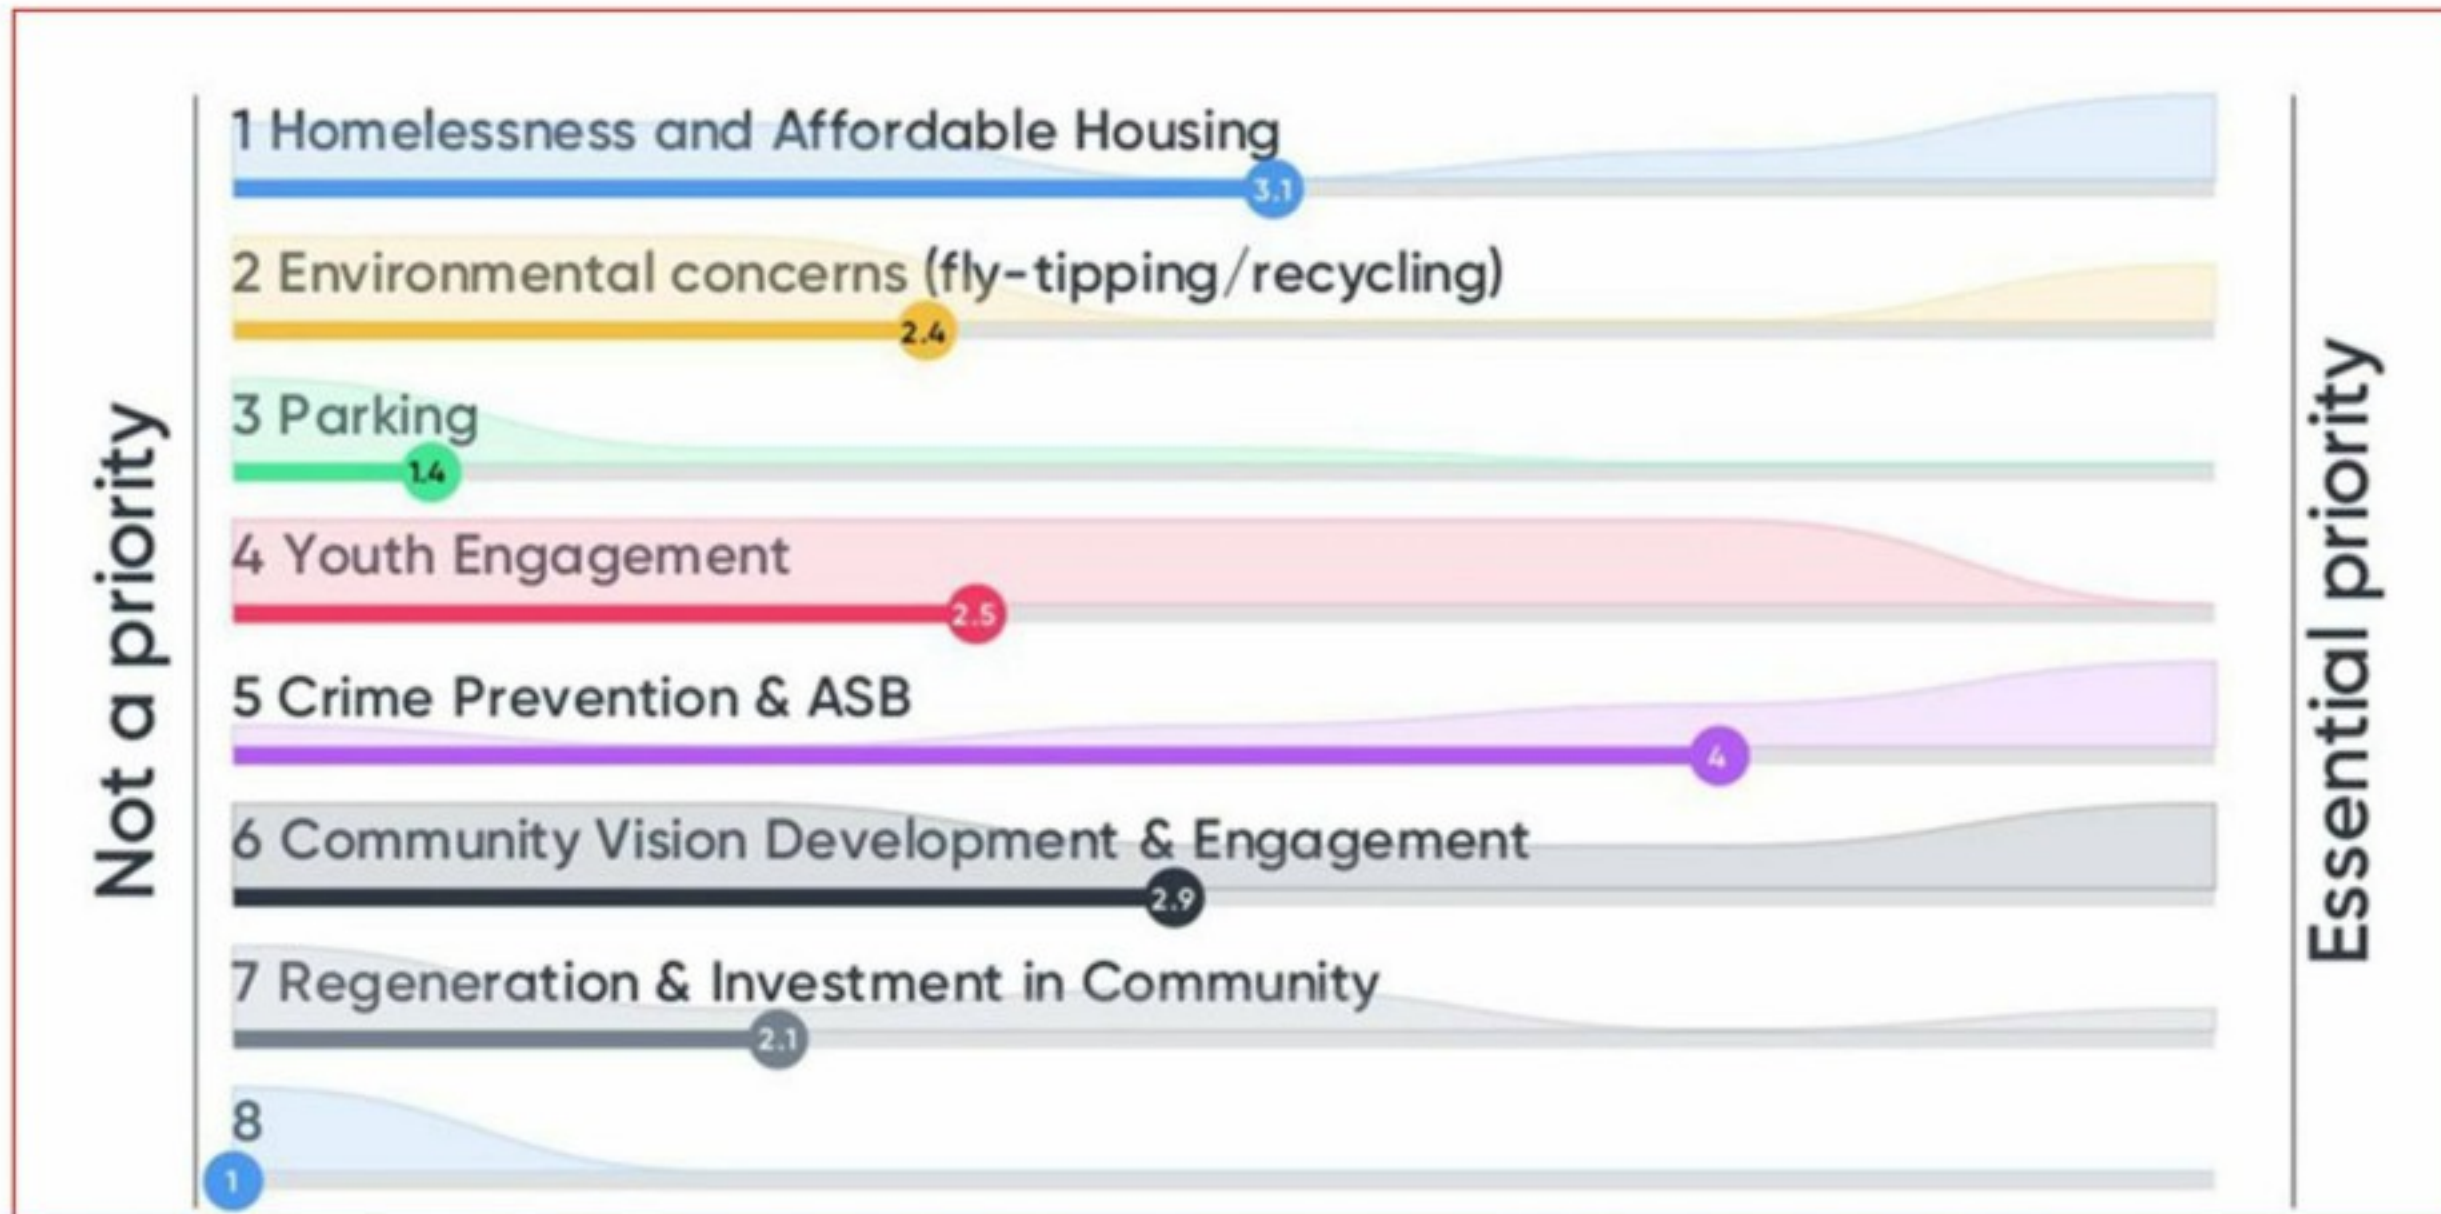 Not a priority
1 Homelessness and Affordable Housing
3.1
2 Environmental concerns (fly-tipping/recycling)
2.4
3 Parking
1.4
4 Youth Engagement
2.5
5 Crime Prevention & ASB
4
6 Community Vision Development & Engagement
2.9
7 Regeneration & Investment in Community
2.1
8
1
Essential priority